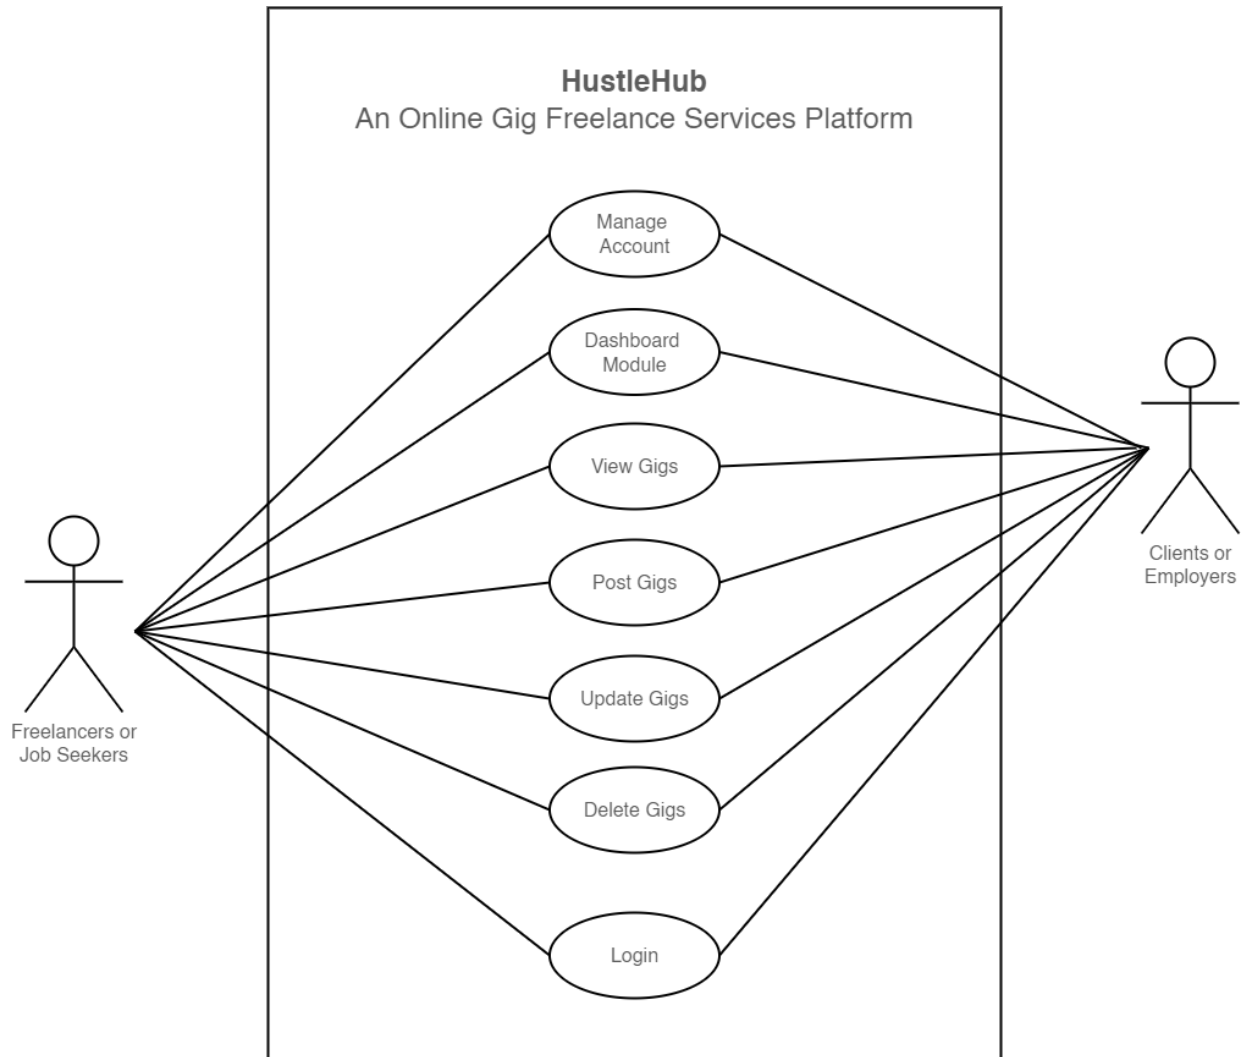 HustleHub
An Online Gig Freelance Services Platform
Manage
Account
Dashboard
Module
View Gigs
Post Gigs
Update Gigs
Delete Gigs
Login
Freelancers or
Job Seekers
Clients or
Employers